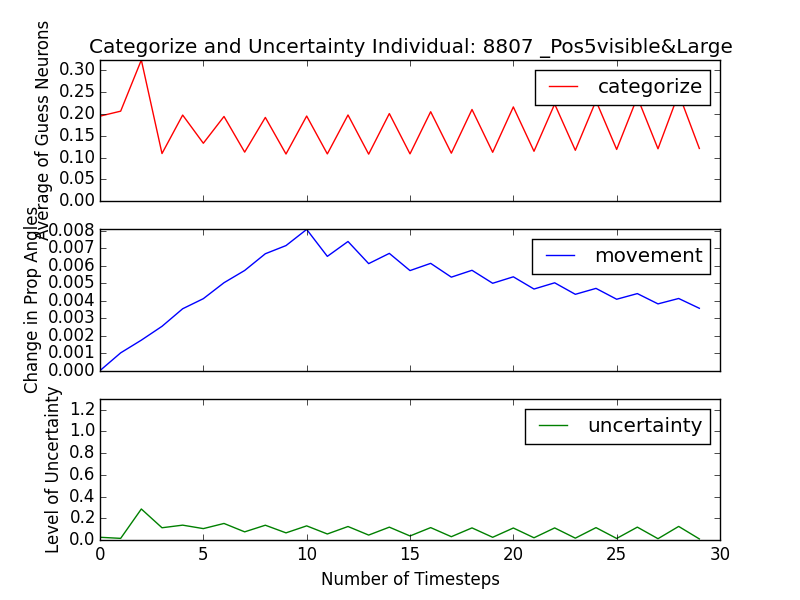 Categorize and Uncertainty Individual: 8807 _Pos5visible&Large
Average of Guess Neurons
0.30
0.25
0.20
0.15
0.10
0.05
0.00
categorize
Change in Prop Angles
0.008
0.007
0.006
0.005
0.004
0.003
0.002
0.001
0.000
movement
Level of Uncertainty
1.2
1.0
0.8
0.6
0.4
0.2
0.0
uncertainty
0 5 10 15 20 25 30
Number of Timesteps